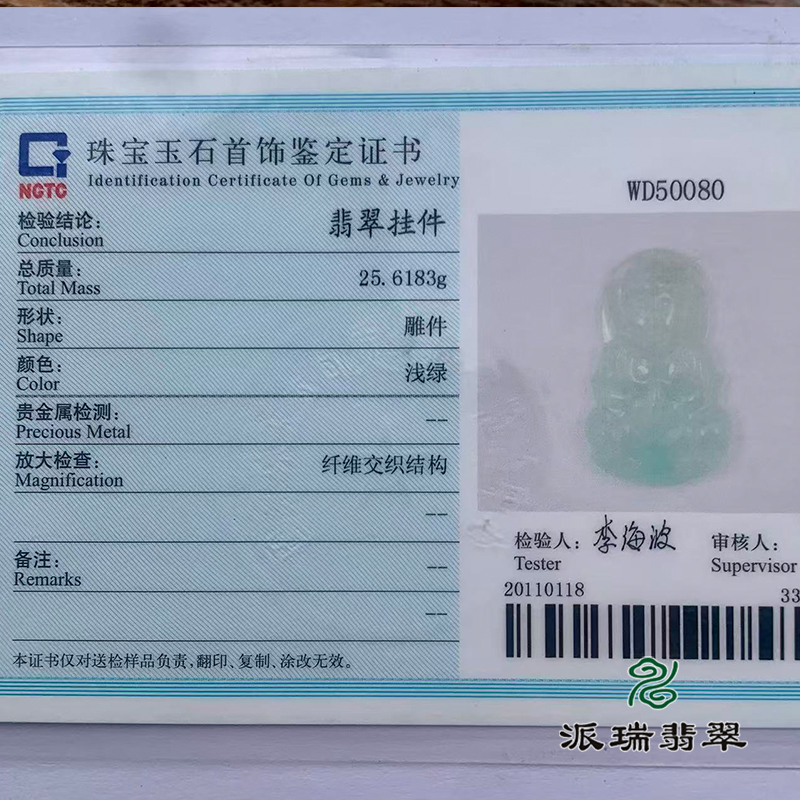 NGTC
珠宝玉石首饰鉴定证书
Identification Certificate Of Gems & Jewelry
检验结论：
Conclusion
翡翠挂件
总质量：
Total Mass
25.6183g
形状：
Shape
雕件
颜色：
Color
浅绿
贵金属检测：
Precious Metal
--
放大检查：
Magnification
纤维交织结构
--
备注：
Remarks
--
--
本证书仅对送检样品负责，翻印、复制、涂改无效。
WD50080
检验人：李海波
Tester
审核人：
Supervisor
20110118
33
派瑞翡翠